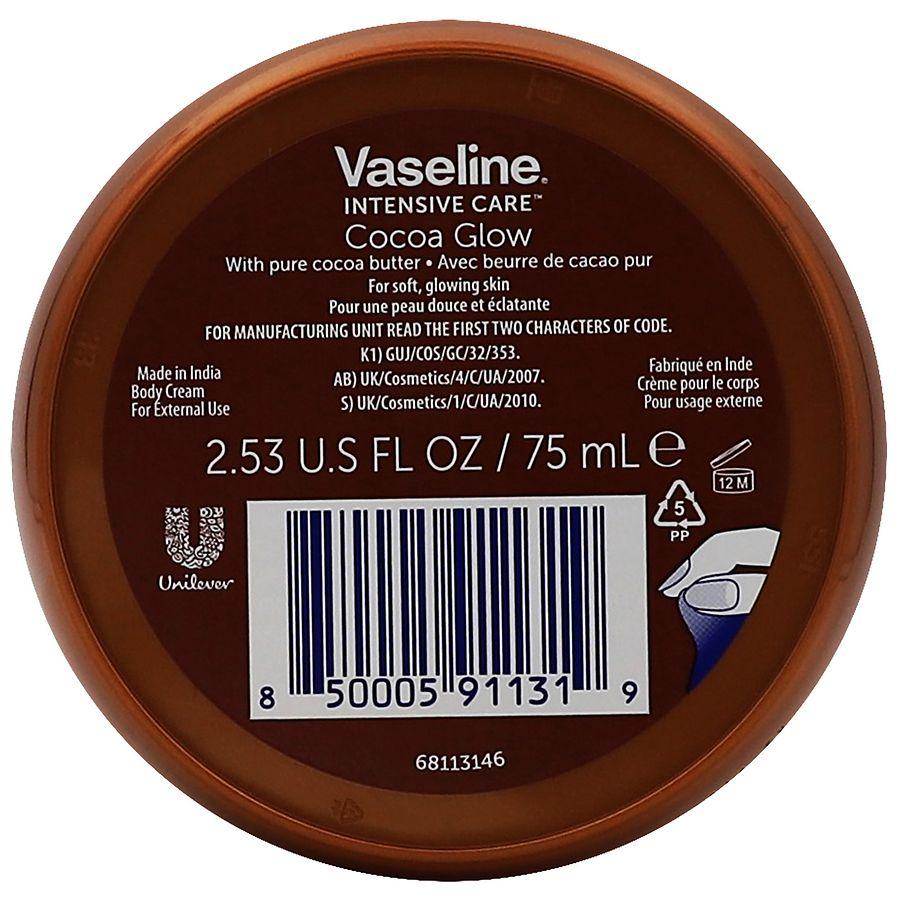 Vaseline®
INTENSIVE CARE™
Cocoa Glow
With pure cocoa butter • Avec beurre de cacao pur
For soft, glowing skin
Pour une peau douce et éclatante
FOR MANUFACTURING UNIT READ THE FIRST TWO CHARACTERS OF CODE.
K1) GUJ/COS/GC/32/353.
AB) UK/Cosmetics/4/C/UA/2007.
S) UK/Cosmetics/1/C/UA/2010.
Made in India
Body Cream
For External Use
Fabriqué en Inde
Crème pour le corps
Pour usage externe
2.53 U.S FL OZ / 75 mL ℮
12 M
5
PP
Unilever
8 50005 91131 9
68113146